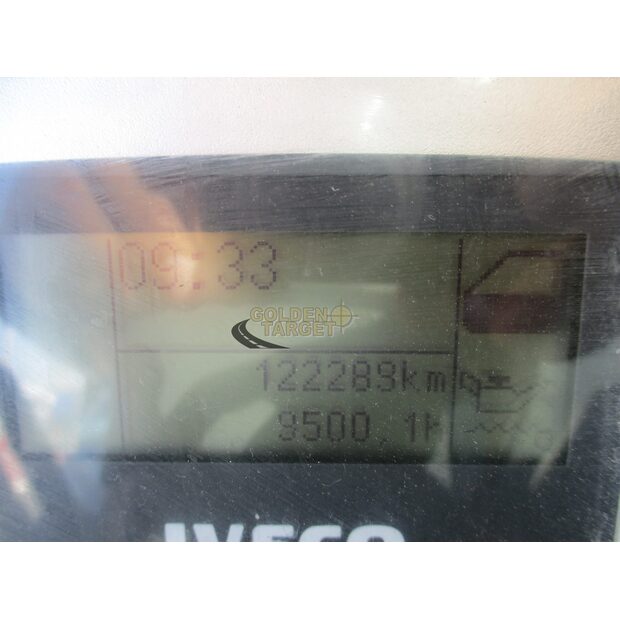 09:33
GOLDEN
TARGET
122289km
9500.1h
IVECO